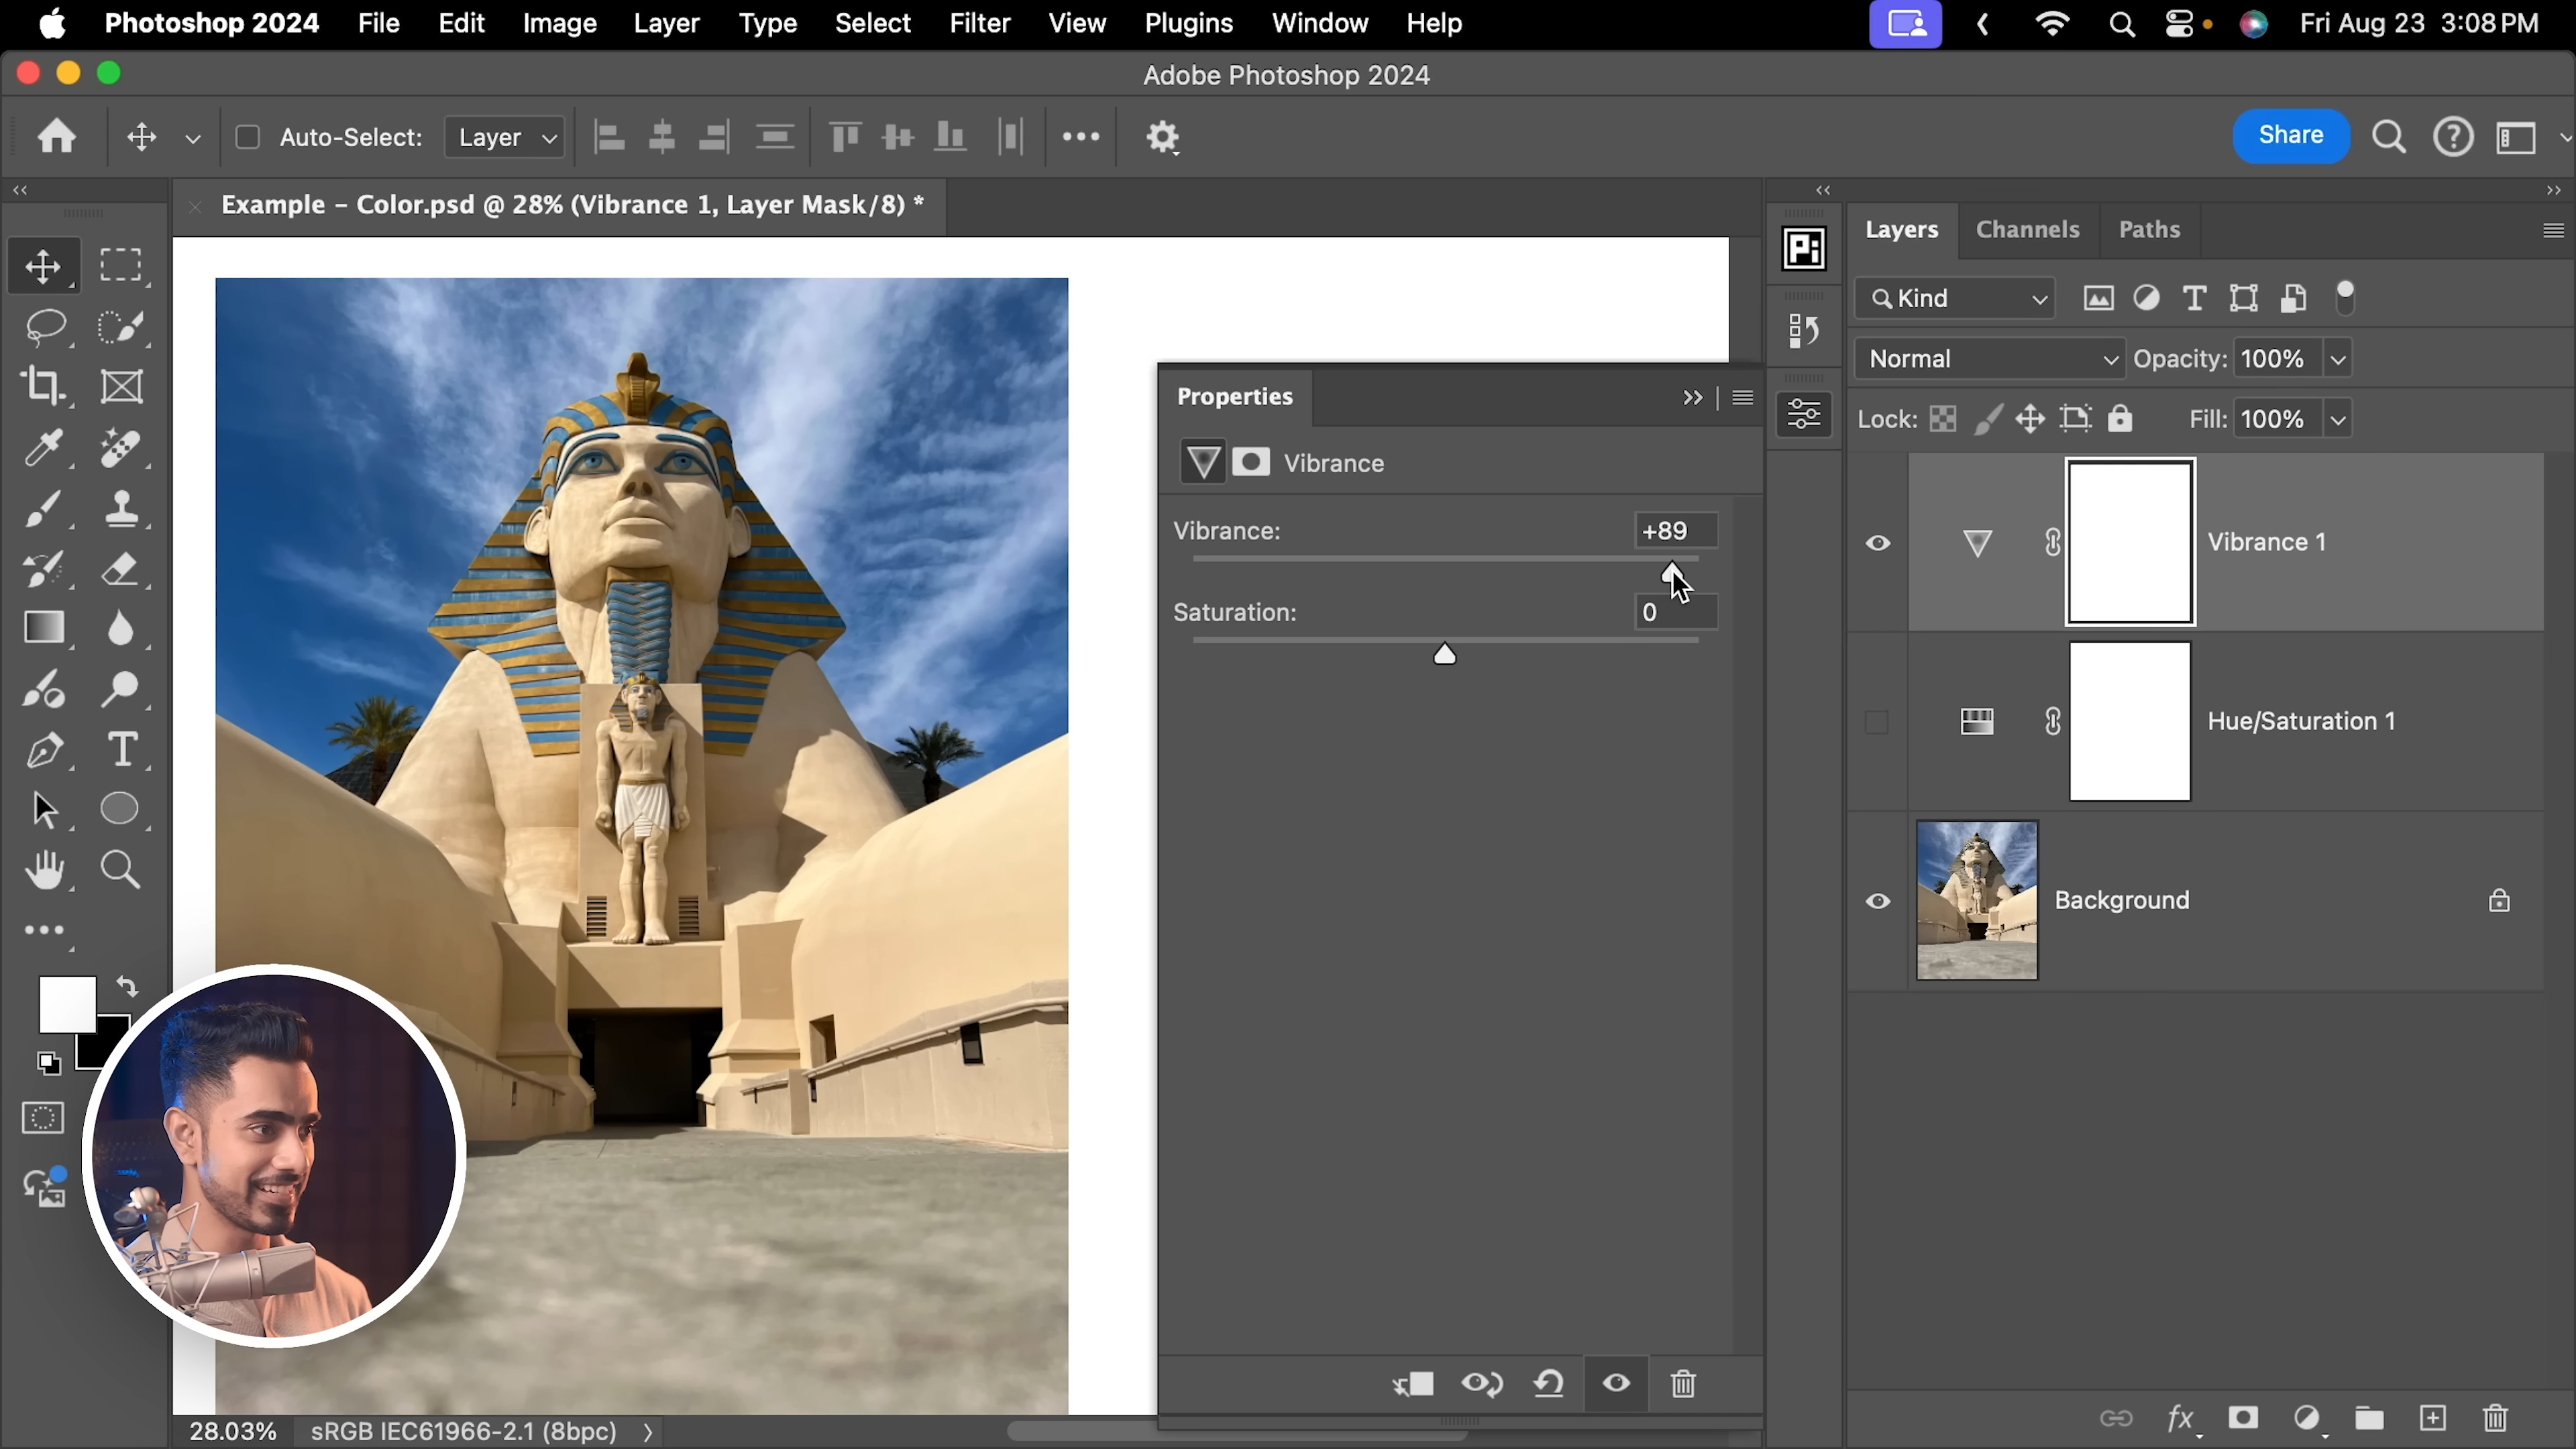 Photoshop 2024 File Edit Image Layer Type Select Filter View Plugins Window Help Fri Aug 23 3:08 PM
Adobe Photoshop 2024
Auto-Select: Layer Share
Example – Color.psd @ 28% (Vibrance 1, Layer Mask/8) *
Layers Channels Paths
Pi
Kind
Normal Opacity: 100%
Properties
Lock: Fill: 100%
Vibrance
Vibrance: +89
Vibrance 1
Saturation: 0
Hue/Saturation 1
Background
28.03% sRGB IEC61966-2.1 (8bpc)
fx